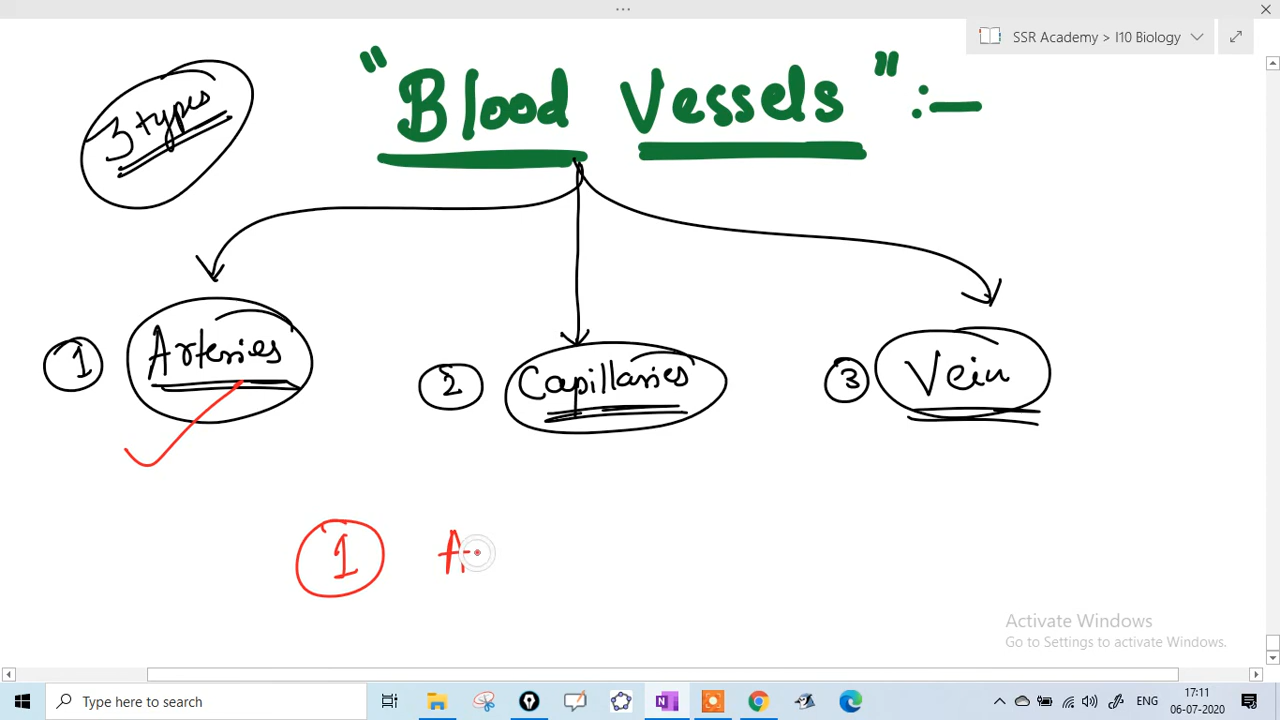 ...
SSR Academy > I10 Biology
3 types
"Blood Vessels" :-
1 Arteries
2 Capillaries
3 Vein
1 A
Activate Windows
Go to Settings to activate Windows.
Type here to search
ENG
17:11
06-07-2020